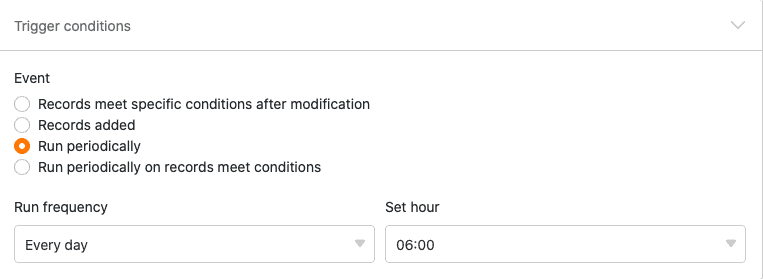 Trigger conditions
Event
Records meet specific conditions after modification
Records added
Run periodically
Run periodically on records meet conditions
Run frequency
Set hour
Every day
06:00